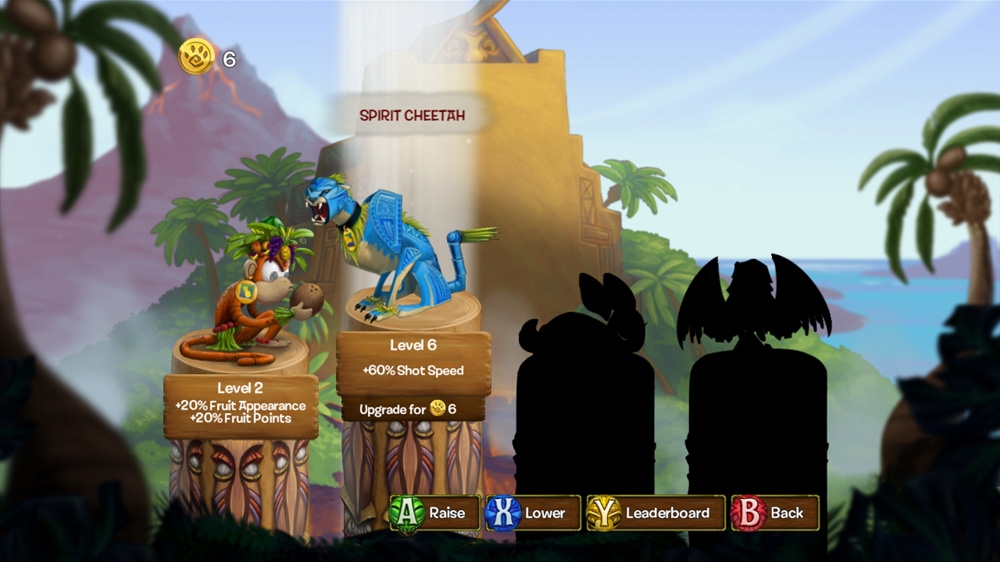 6
SPIRIT CHEETAH
Level 2
+20% Fruit Appearance
+20% Fruit Points
Level 6
+60% Shot Speed
Upgrade for 6
A Raise
X Lower
Y Leaderboard
B Back